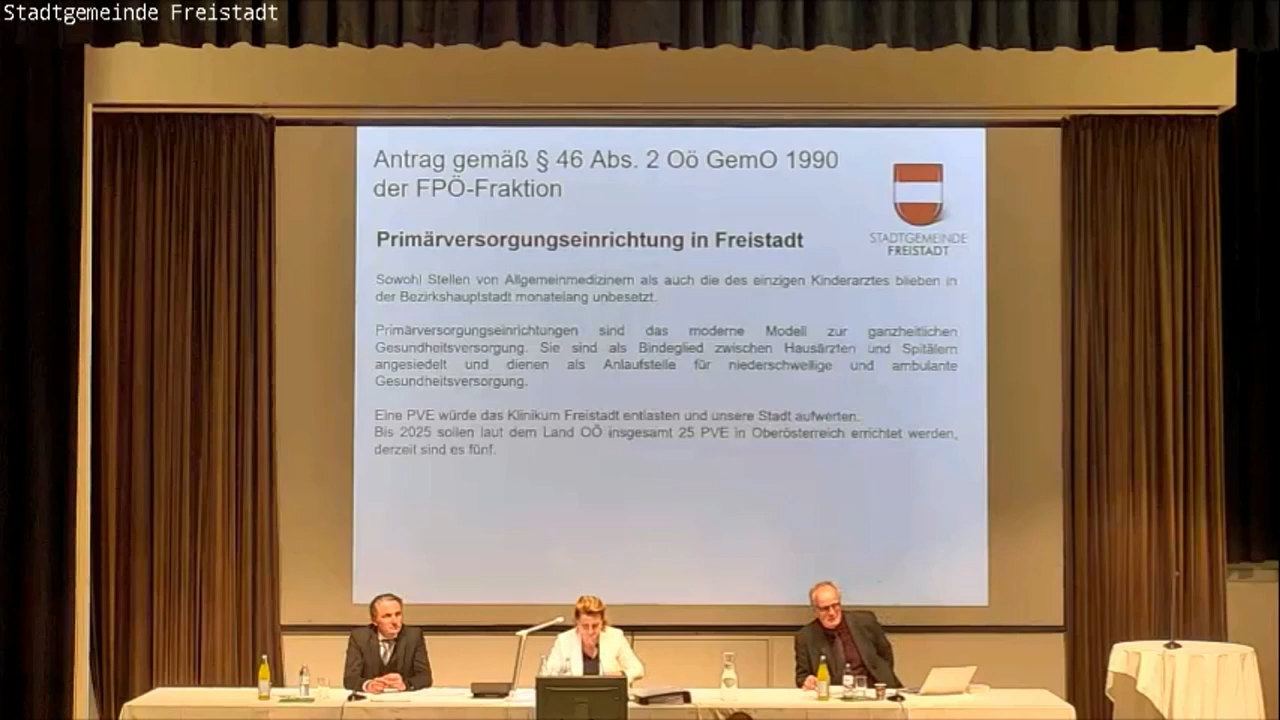 Stadtgemeinde Freistadt
Antrag gemäß § 46 Abs. 2 Oö GemO 1990
der FPÖ-Fraktion
STADTGEMEINDE
FREISTADT
Primärversorgungseinrichtung in Freistadt
Sowohl Stellen von Allgemeinmedizinern als auch die des einzigen Kinderarztes blieben in
der Bezirkshauptstadt monatelang unbesetzt.
Primärversorgungseinrichtungen sind das moderne Modell zur ganzheitlichen
Gesundheitsversorgung. Sie sind als Bindeglied zwischen Hausärzten und Spitälern
angesiedelt und dienen als Anlaufstelle für niederschwellige und ambulante
Gesundheitsversorgung.
Eine PVE würde das Klinikum Freistadt entlasten und unsere Stadt aufwerten.
Bis 2025 sollen laut dem Land OÖ insgesamt 25 PVE in Oberösterreich errichtet werden,
derzeit sind es fünf.